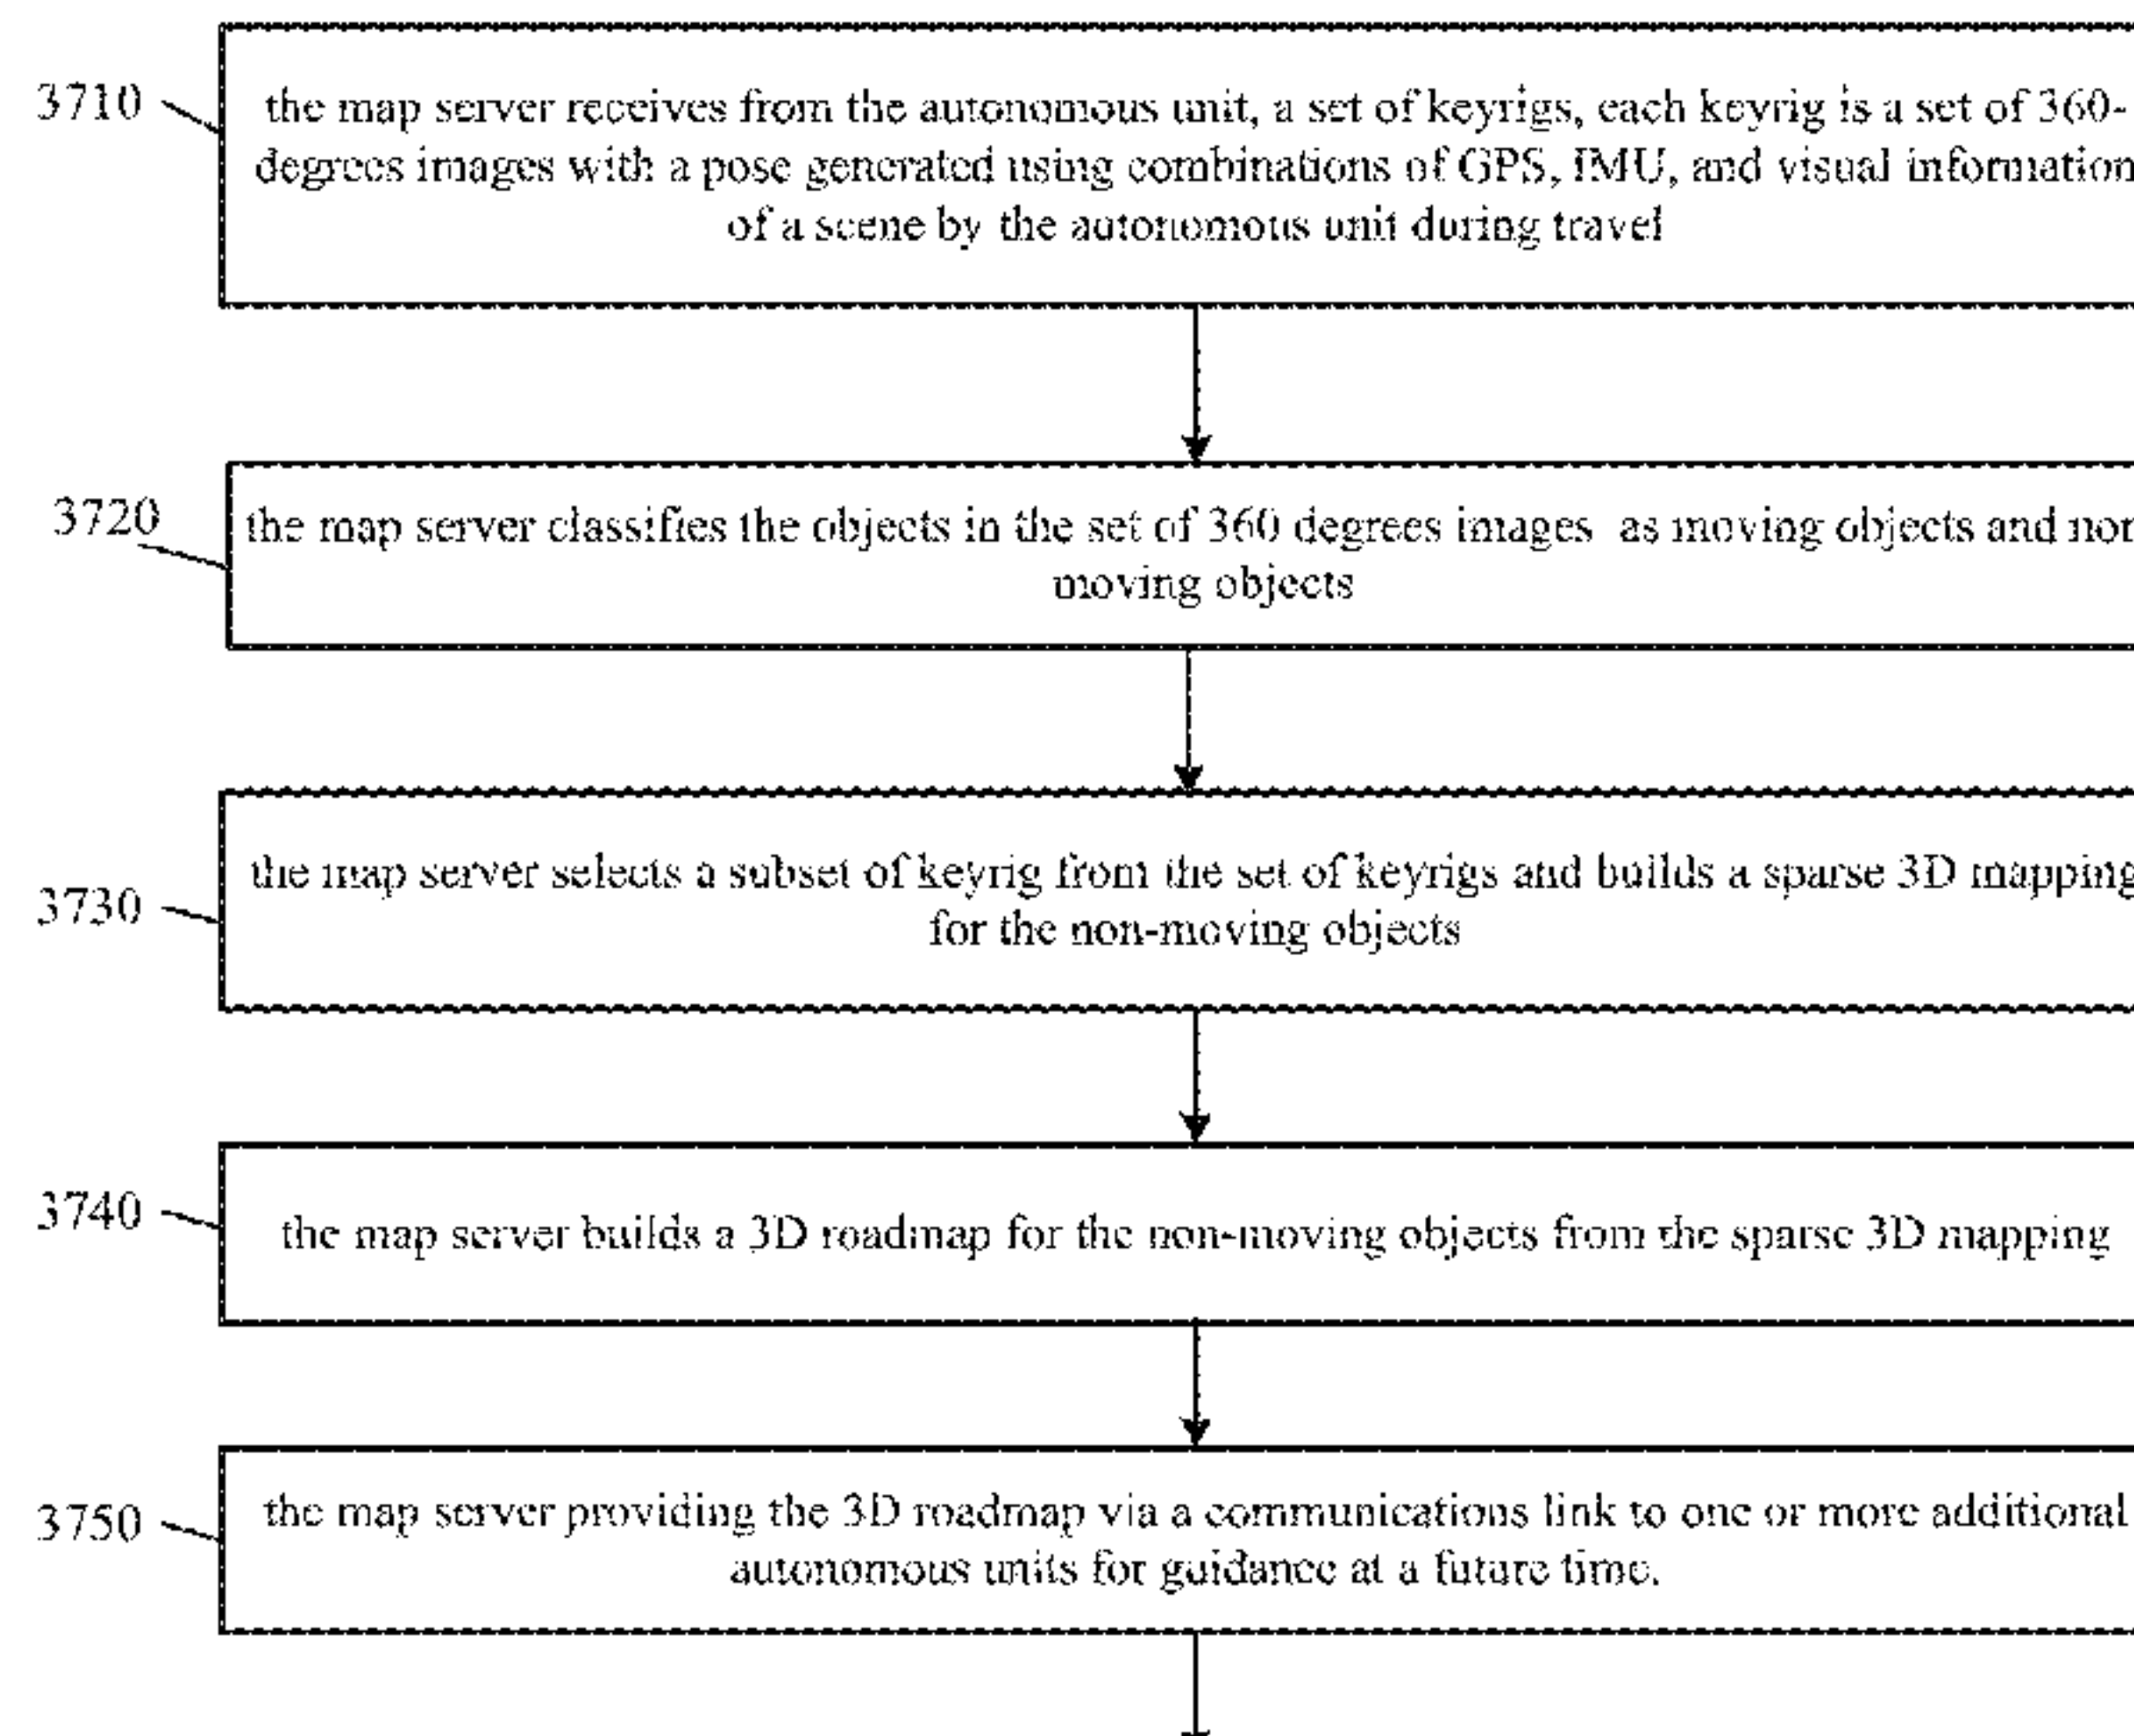 3710
the map server receives from the autonomous unit, a set of keyrigs, each keyrig is a set of 360-
degrees images with a pose generated using combinations of GPS, IMU, and visual information
of a scene by the autonomous unit during travel
3720
the map server classifies the objects in the set of 360 degrees images as moving objects and non
moving objects
3730
the map server selects a subset of keyrig from the set of keyrigs and builds a sparse 3D mapping
for the non-moving objects
3740
the map server builds a 3D roadmap for the non-moving objects from the sparse 3D mapping
3750
the map server providing the 3D roadmap via a communications link to one or more additional
autonomous units for guidance at a future time.